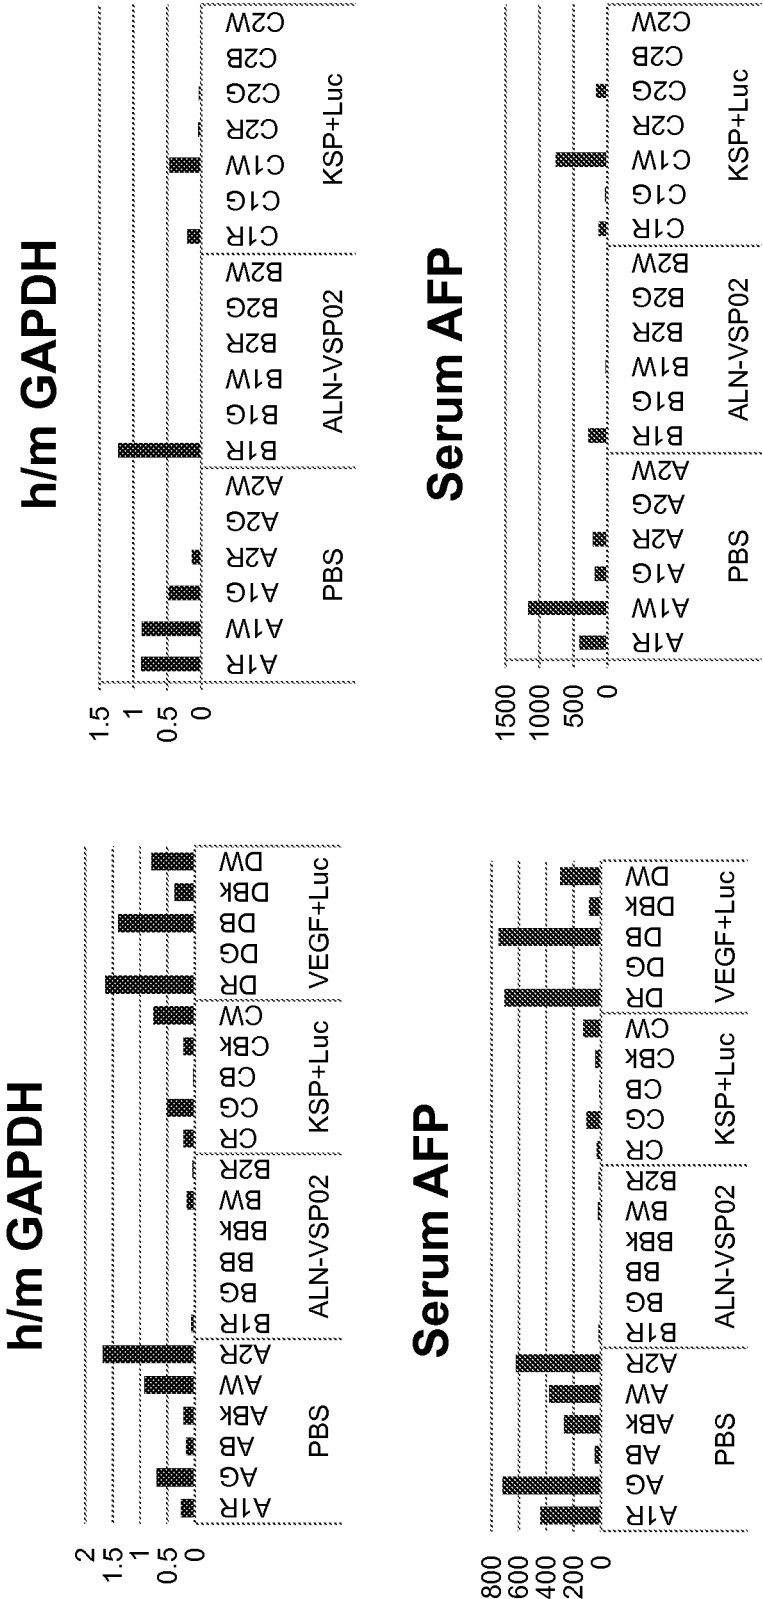 h/m GAPDH
2
1.5
1
0.5
0
A1R AG AB ABk AW A2R B1R BG BB BBk BW B2R CR CG CB CBk CW DR DG DB DBk DW
PBS ALN-VSP02 KSP+Luc VEGF+Luc
Serum AFP
800
600
400
200
0
A1R AG AB ABk AW A2R B1R BG BB BBk BW B2R CR CG CB CBk CW DR DG DB DBk DW
PBS ALN-VSP02 KSP+Luc VEGF+Luc
h/m GAPDH
1.5
1
0.5
0
A1R A1W A1G A2R A2G A2W B1R B1G B1W B2R B2G B2W C1R C1G C1W C2R C2G C2B C2W
PBS ALN-VSP02 KSP+Luc
Serum AFP
1500
1000
500
0
A1R A1W A1G A2R A2G A2W B1R B1G B1W B2R B2G B2W C1R C1G C1W C2R C2G C2B C2W
PBS ALN-VSP02 KSP+Luc